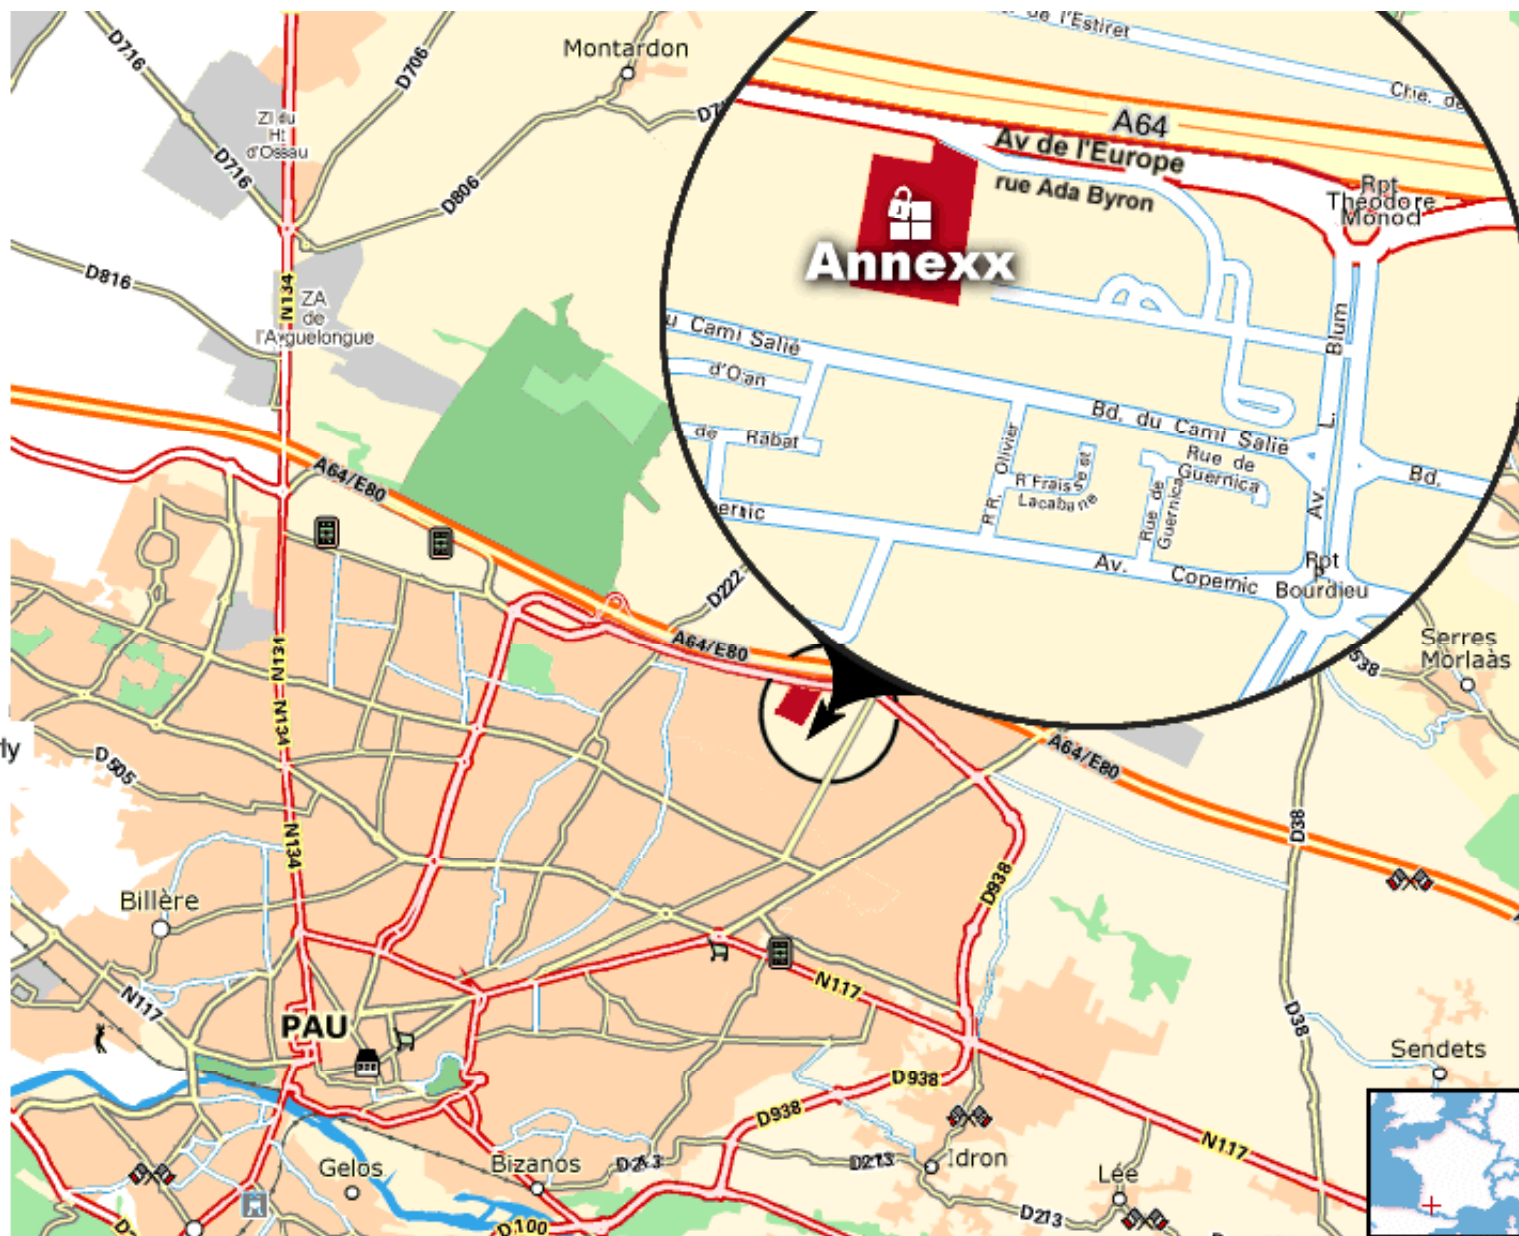 Montardon
D716
D706
ZI du
Ht
d'Ossau
D716
D806
D816
N134
ZA
de
l'Ayguelongue
A64/E80
D222
A64/E80
de l'Estiret
Che. de
A64
Av de l'Europe
rue Ada Byron
Rpt
Théodore
Monod
Annexx
u Cami Salié
d'Oran
de Rabat
Bd. du Cami Salié
Blum
L.
Av.
Bd.
R. Olivier
R Fraisse et
Lacabane
Rue de
Guernica
Rue de
Guernica
ernic
Av. Copernic
Rpt
P
Bourdieu
Serres
Morlaàs
538
N134
N134
D505
N134
A64/E80
D38
D938
Billère
N117
N117
PAU
D38
Sendets
D938
D938
N117
Gelos
Bizanos
D213
D213
Idron
Lée
D213
D100
D-